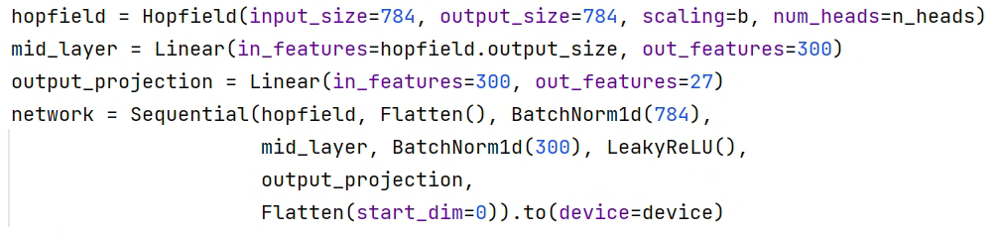 hopfield = Hopfield(input_size=784, output_size=784, scaling=b, num_heads=n_heads)
mid_layer = Linear(in_features=hopfield.output_size, out_features=300)
output_projection = Linear(in_features=300, out_features=27)
network = Sequential(hopfield, Flatten(), BatchNorm1d(784),
                     mid_layer, BatchNorm1d(300), LeakyReLU(),
                     output_projection,
                     Flatten(start_dim=0)).to(device=device)